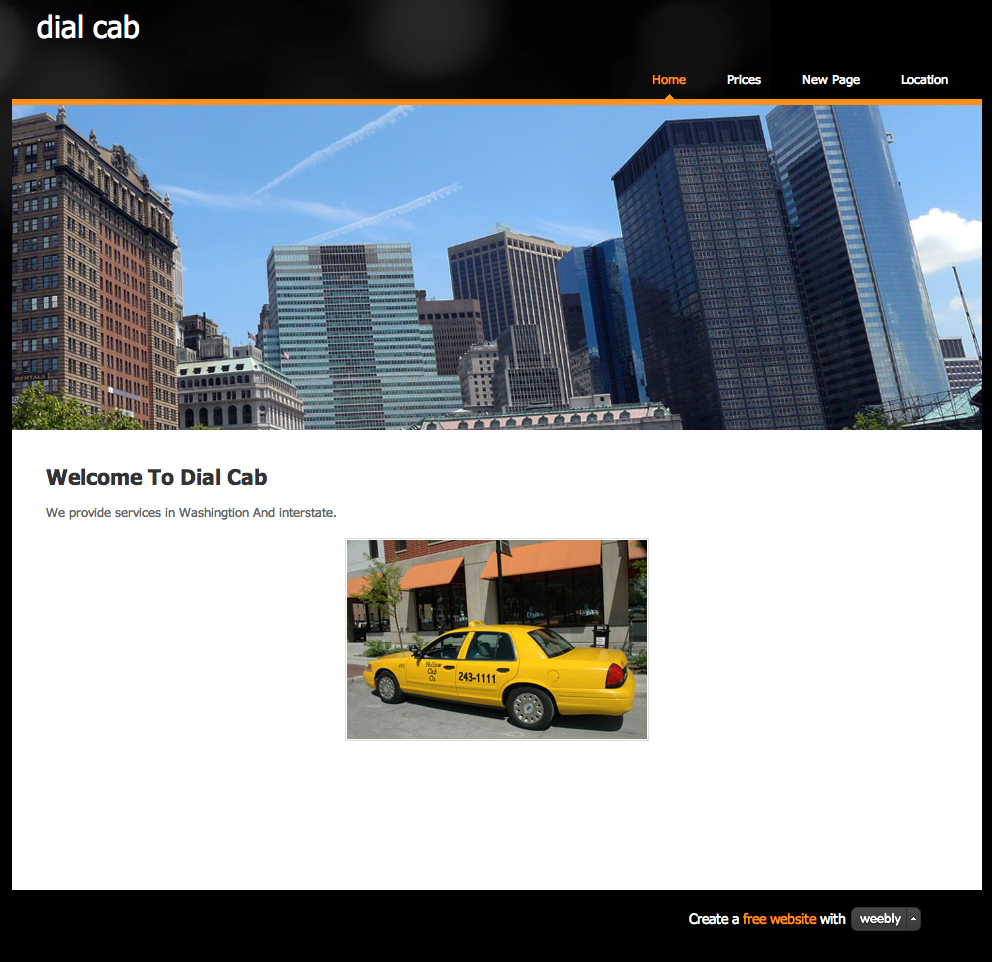 dial cab
Home Prices New Page Location
Welcome To Dial Cab
We provide services in Washingtion And interstate.
Yellow
Cab
Co.
243-1111
Create a free website with weebly